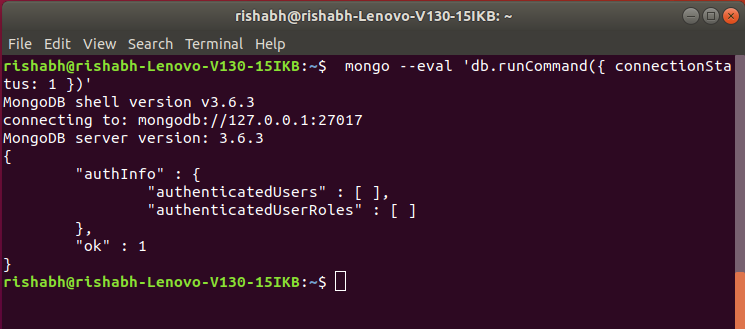 rishabh@rishabh-Lenovo-V130-15IKB: ~
File Edit View Search Terminal Help
rishabh@rishabh-Lenovo-V130-15IKB:~$  mongo --eval 'db.runCommand({ connectionSta
tus: 1 })'
MongoDB shell version v3.6.3
connecting to: mongodb://127.0.0.1:27017
MongoDB server version: 3.6.3
{
        "authInfo" : {
                "authenticatedUsers" : [ ],
                "authenticatedUserRoles" : [ ]
        },
        "ok" : 1
}
rishabh@rishabh-Lenovo-V130-15IKB:~$